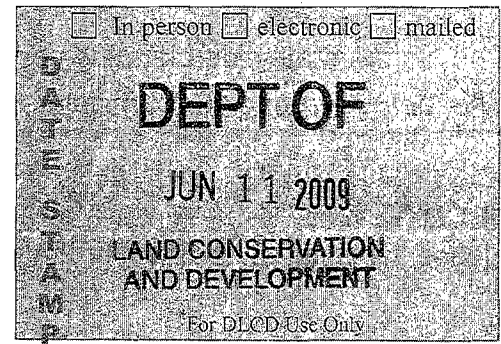 ☐ In person ☐ electronic ☐ mailed
DATE STAMP
DEPT OF
JUN 11 2009
LAND CONSERVATION
AND DEVELOPMENT
For DLCD Use Only